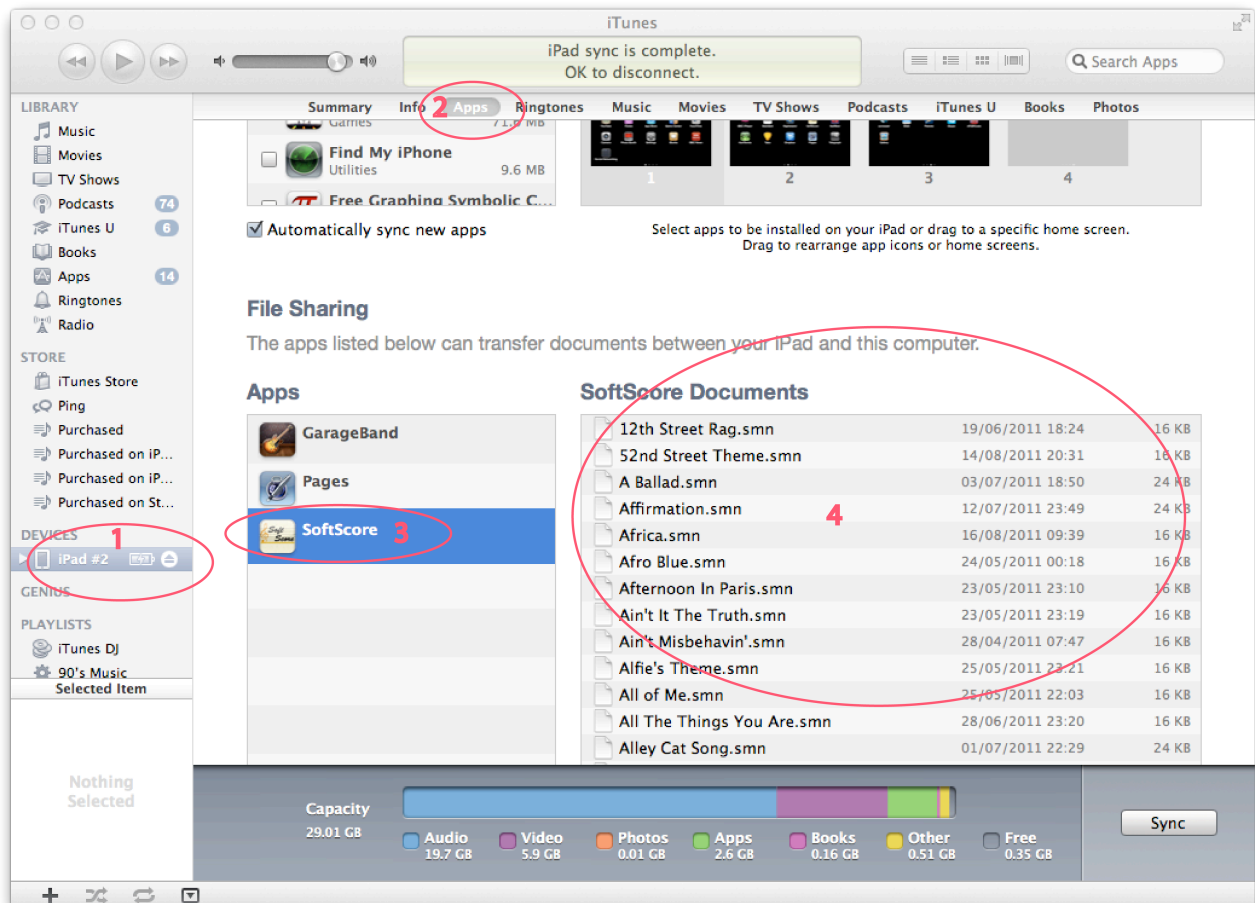 iTunes
iPad sync is complete.
OK to disconnect.
Search Apps
LIBRARY
Music
Movies
TV Shows
Podcasts 74
iTunes U 6
Books
Apps 14
Ringtones
Radio
STORE
iTunes Store
Ping
Purchased
Purchased on iP...
Purchased on iP...
Purchased on St...
DEVICES
1
iPad #2
GENIUS
PLAYLISTS
iTunes DJ
90's Music
Selected Item
Nothing
Selected
Summary Info 2 Apps Ringtones Music Movies TV Shows Podcasts iTunes U Books Photos
Games 71.6 MB
Find My iPhone
Utilities 9.6 MB
Free Graphing Symbolic C...
1 2 3 4
Automatically sync new apps
Select apps to be installed on your iPad or drag to a specific home screen.
Drag to rearrange app icons or home screens.
File Sharing
The apps listed below can transfer documents between your iPad and this computer.
Apps
GarageBand
Pages
Soft Score
SoftScore 3
SoftScore Documents
12th Street Rag.smn 19/06/2011 18:24 16 KB
52nd Street Theme.smn 14/08/2011 20:31 16 KB
A Ballad.smn 03/07/2011 18:50 24 KB
Affirmation.smn 12/07/2011 23:49 24 KB
4
Africa.smn 16/08/2011 09:39 16 KB
Afro Blue.smn 24/05/2011 00:18 16 KB
Afternoon In Paris.smn 23/05/2011 23:10 16 KB
Ain't It The Truth.smn 23/05/2011 23:19 16 KB
Ain't Misbehavin'.smn 28/04/2011 07:47 16 KB
Alfie's Theme.smn 25/05/2011 23:21 16 KB
All of Me.smn 25/05/2011 22:03 16 KB
All The Things You Are.smn 28/06/2011 23:20 16 KB
Alley Cat Song.smn 01/07/2011 22:29 24 KB
Capacity
29.01 GB
Audio Video Photos Apps Books Other Free
19.7 GB 5.9 GB 0.01 GB 2.6 GB 0.16 GB 0.51 GB 0.35 GB
Sync